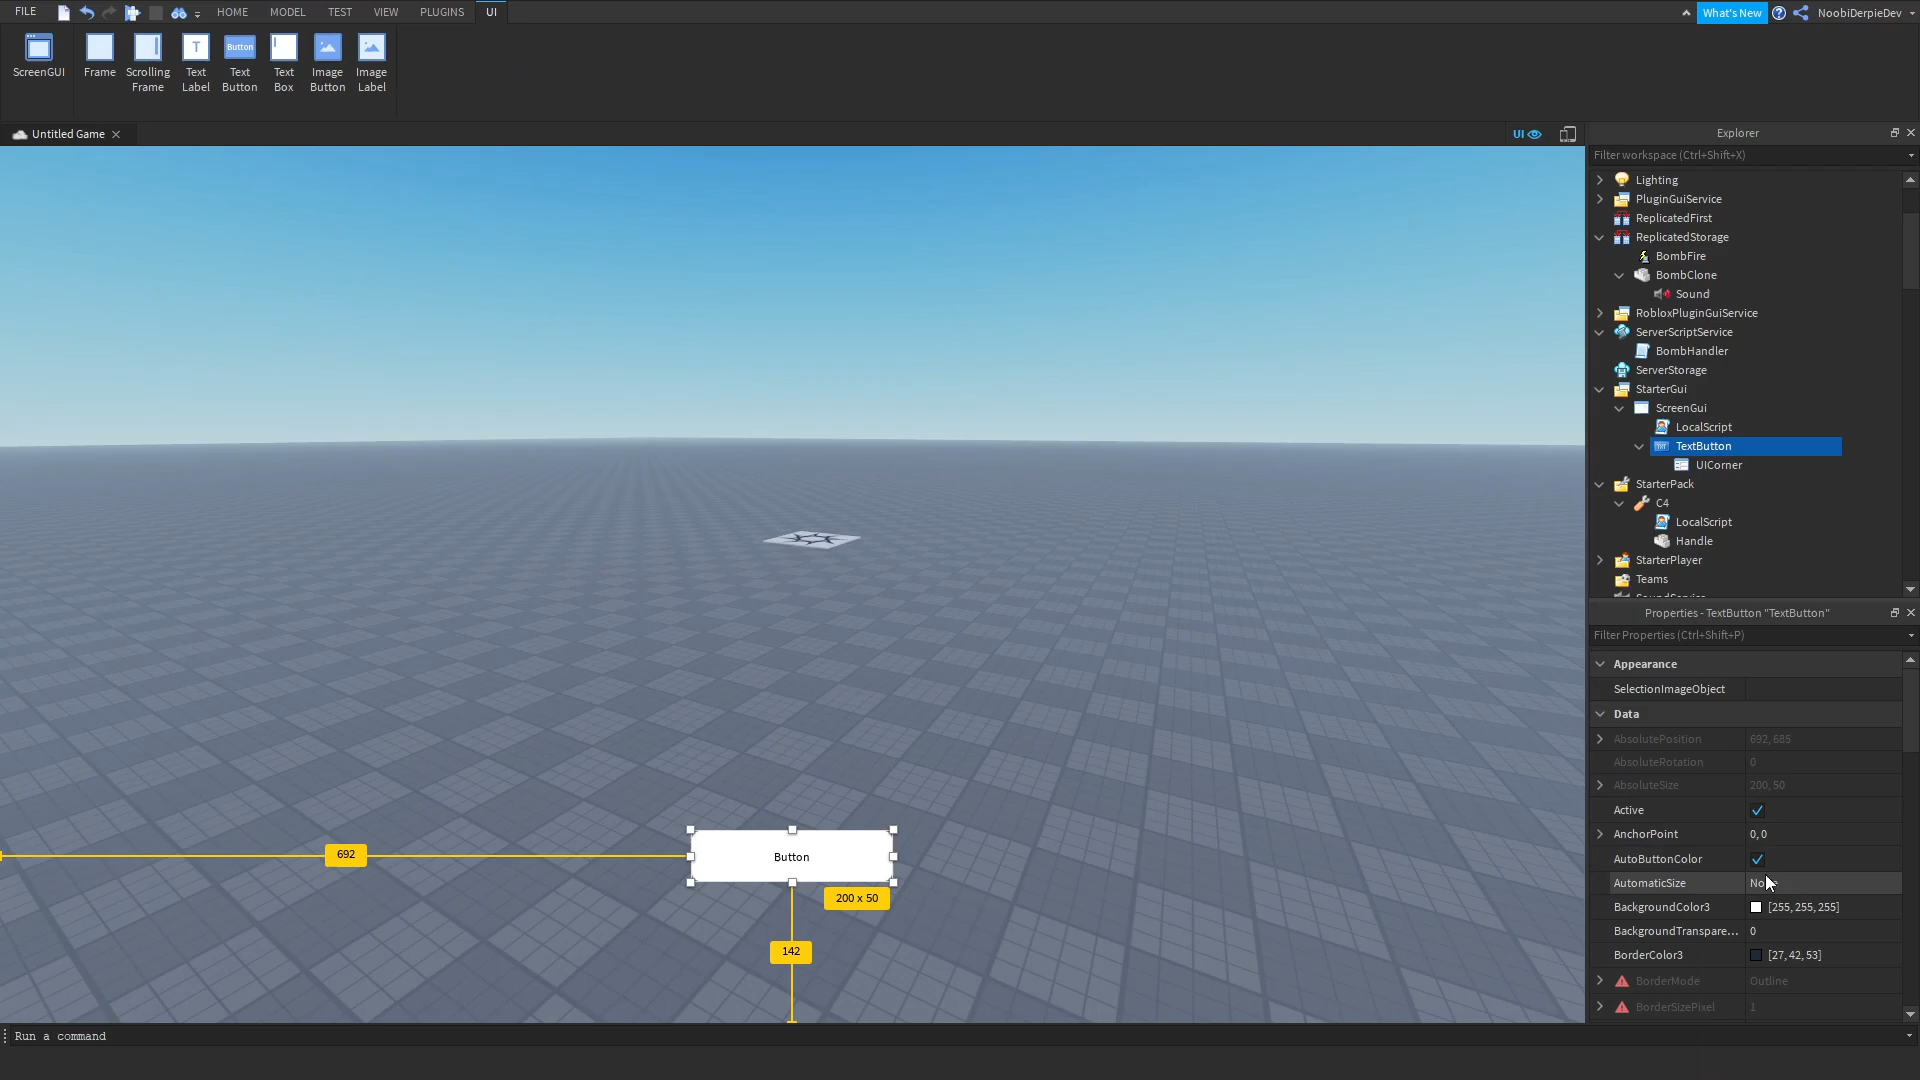 FILE
HOME
MODEL
TEST
VIEW
PLUGINS
UI
What's New
NoobiDerpieDev
ScreenGUI
Frame
Scrolling
Frame
T
Text
Label
Button
Text
Button
Text
Box
Image
Button
Image
Label
Untitled Game
UI
Explorer
Filter workspace (Ctrl+Shift+X)
Lighting
PluginGuiService
ReplicatedFirst
ReplicatedStorage
BombFire
BombClone
Sound
RobloxPluginGuiService
ServerScriptService
BombHandler
ServerStorage
StarterGui
ScreenGui
LocalScript
TextButton
UICorner
StarterPack
C4
LocalScript
Handle
StarterPlayer
Teams
Properties - TextButton "TextButton"
Filter Properties (Ctrl+Shift+P)
Appearance
SelectionImageObject
Data
AbsolutePosition 692, 685
AbsoluteRotation 0
AbsoluteSize 200, 50
Active
AnchorPoint 0, 0
AutoButtonColor
AutomaticSize
BackgroundColor3 [255, 255, 255]
BackgroundTranspare... 0
BorderColor3 [27, 42, 53]
BorderMode Outline
BorderSizePixel 1
692
Button
200 x 50
142
Run a command